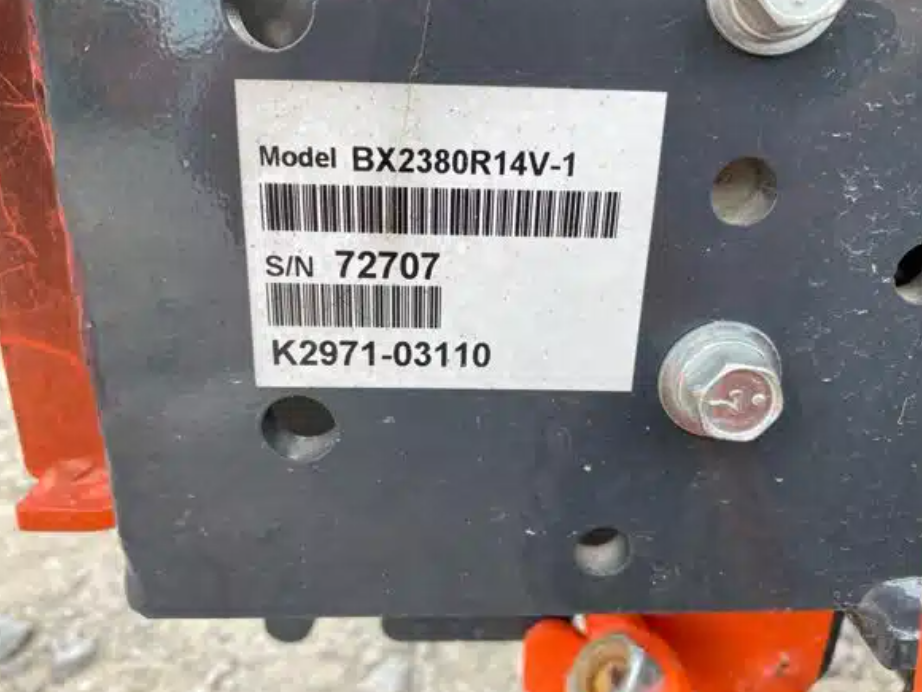 Model BX2380R14V-1
S/N 72707
K2971-03110